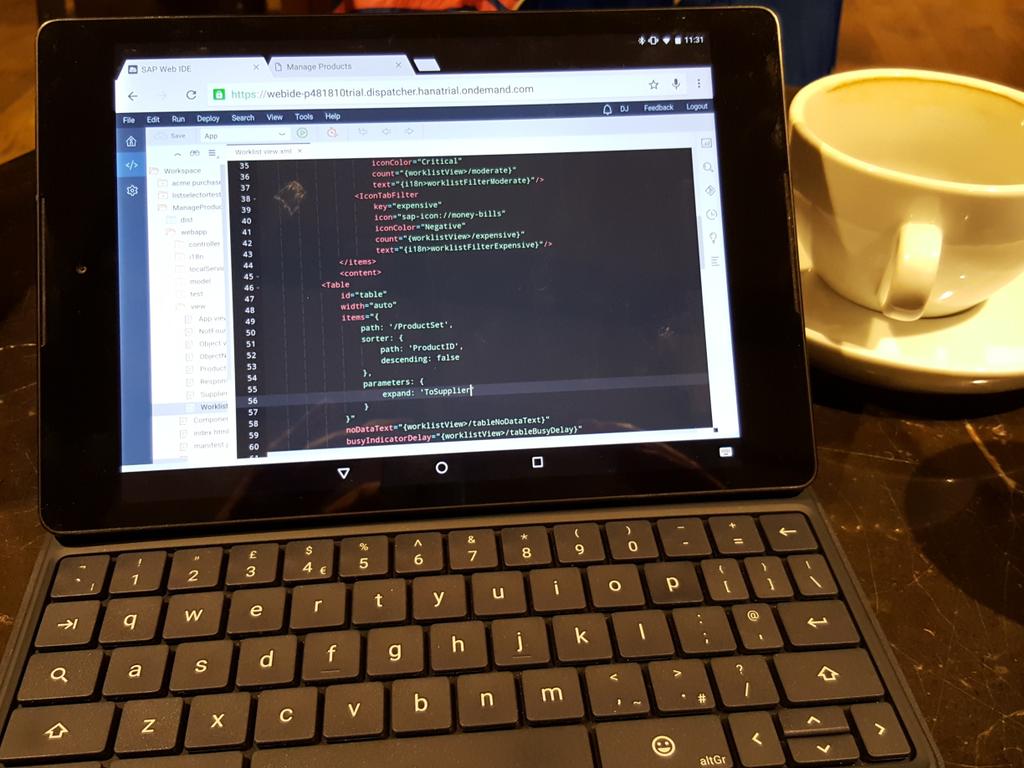 11:31
SAP Web IDE
Manage Products
https://webide-p481810trial.dispatcher.hanatrial.ondemand.com
File Edit Run Deploy Search View Tools Help DJ Feedback Logout
Save App
Worklist.view.xml
Workspace
acme.purchase
listselectortest
ManageProduc
dist
webapp
controller
i18n
localServic
model
test
view
App.vie
NotFoun
Object.v
ObjectN
Product
Respon
Supplier
Worklist
Componen
index.html
manifest.j
35 iconColor="Critical"
36 count="{worklistView>/moderate}"
37 text="{i18n>worklistFilterModerate}"/>
38 <IconTabFilter
39 key="expensive"
40 icon="sap-icon://money-bills"
41 iconColor="Negative"
42 count="{worklistView>/expensive}"
43 text="{i18n>worklistFilterExpensive}"/>
44 </items>
45 <content>
46 <Table
47 id="table"
48 width="auto"
49 items="{
50 path: '/ProductSet',
51 sorter: {
52 path: 'ProductID',
53 descending: false
54 },
55 parameters: {
56 expand: 'ToSupplier
57 }
58 }"
59 noDataText="{worklistView>/tableNoDataText}"
60 busyIndicatorDelay="{worklistView>/tableBusyDelay}"
! " £ $ % ^ & * ( ) _ +
1 2 3 4 € 5 6 7 8 9 0 - =
q w e r t y u i o p { [ } ] | \
a s d f g h j k l : ; @ '
z x c v b n m < , > . # ? /
altGr